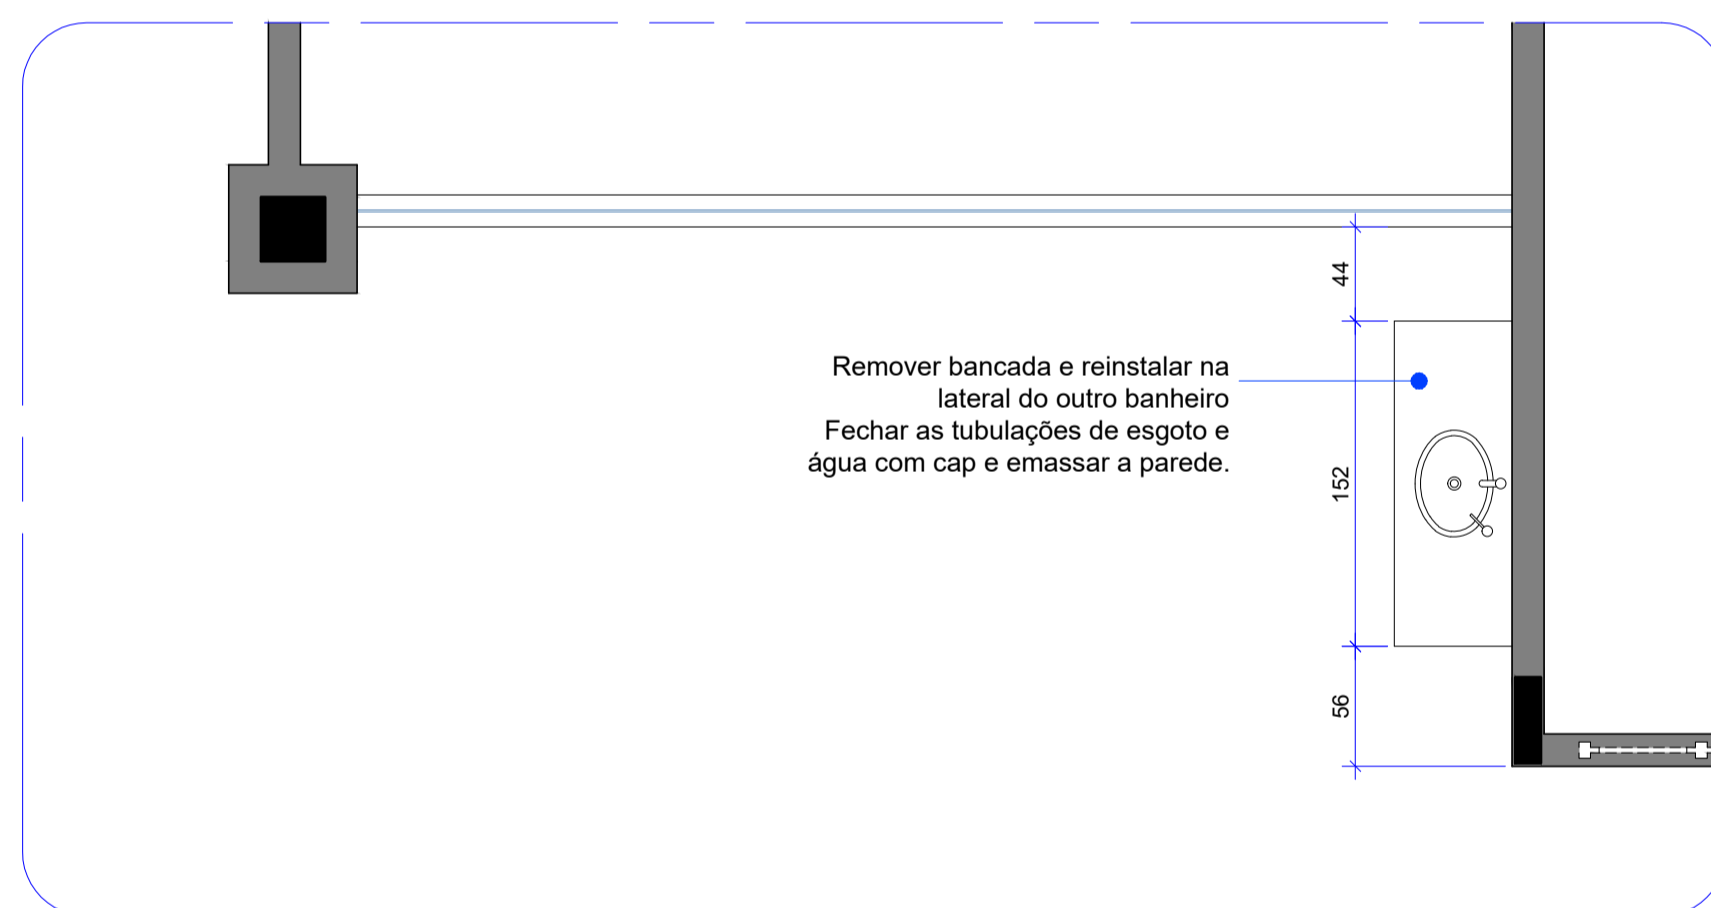 44
Remover bancada e reinstalar na
lateral do outro banheiro
Fechar as tubulações de esgoto e
água com cap e emassar a parede.
152
56